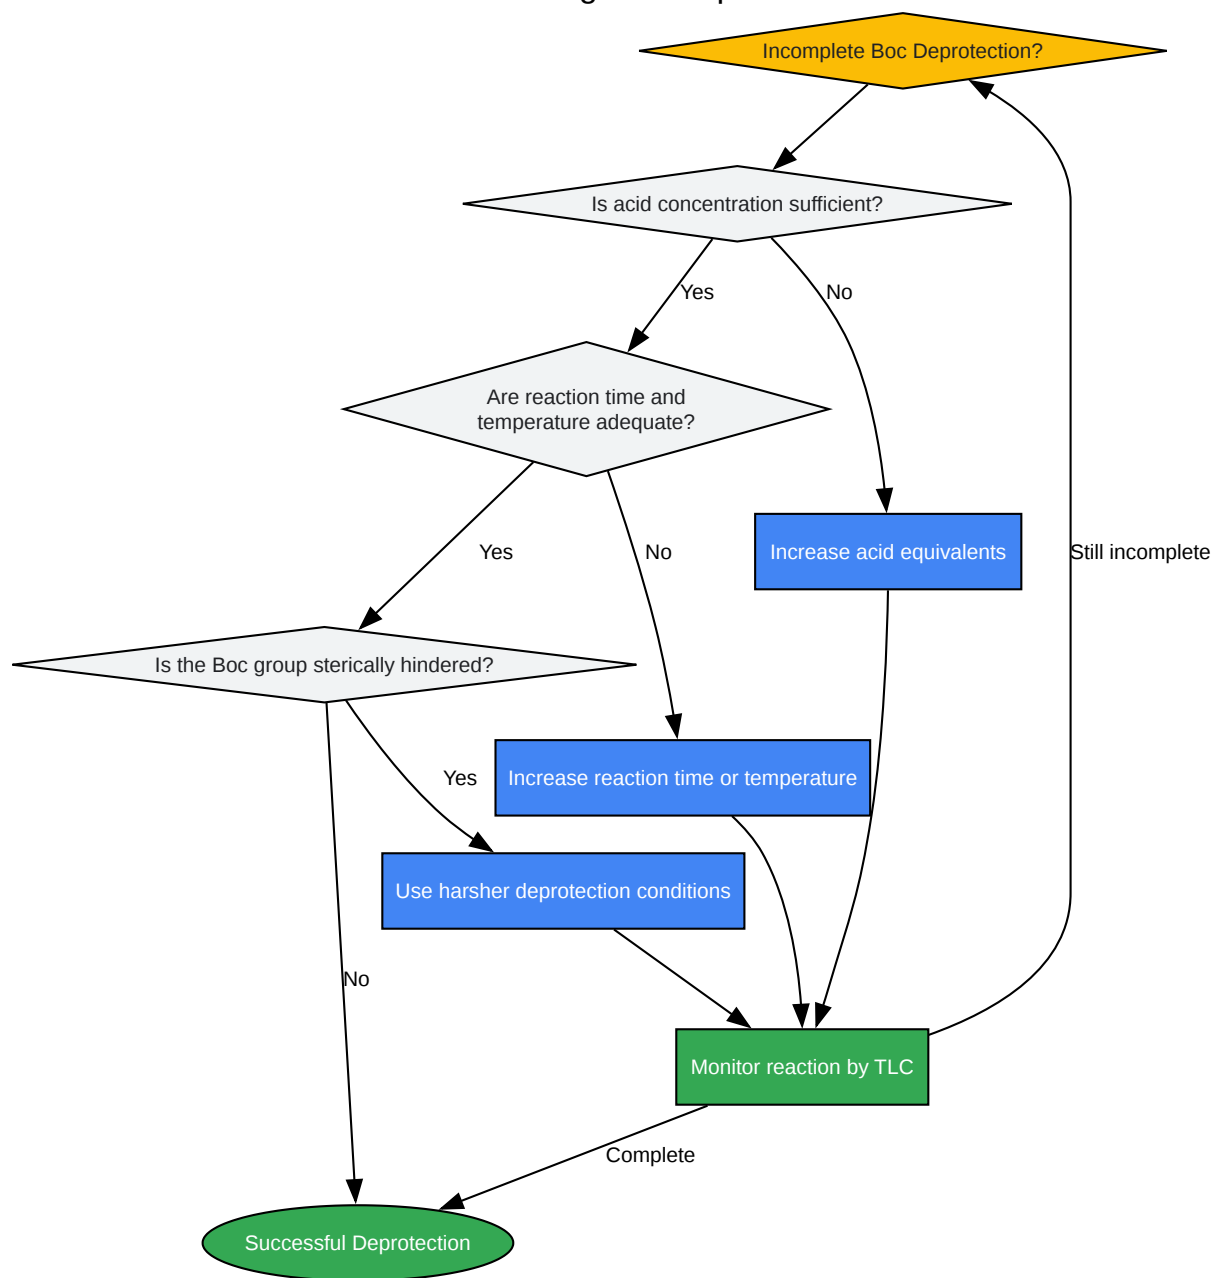 Incomplete Boc Deprotection?
Is acid concentration sufficient?
Yes
No
Are reaction time and
temperature adequate?
Yes
No
Increase acid equivalents
Still incomplete
Is the Boc group sterically hindered?
Yes
Increase reaction time or temperature
Use harsher deprotection conditions
No
Monitor reaction by TLC
Complete
Successful Deprotection